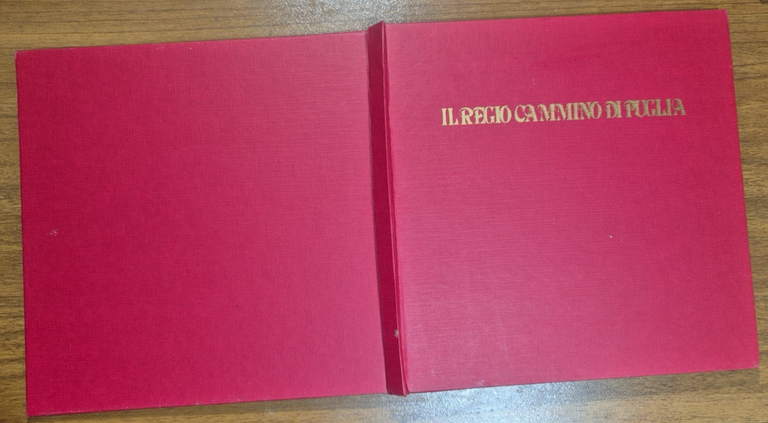 IL REGIO CAMMINO DI PUGLIA